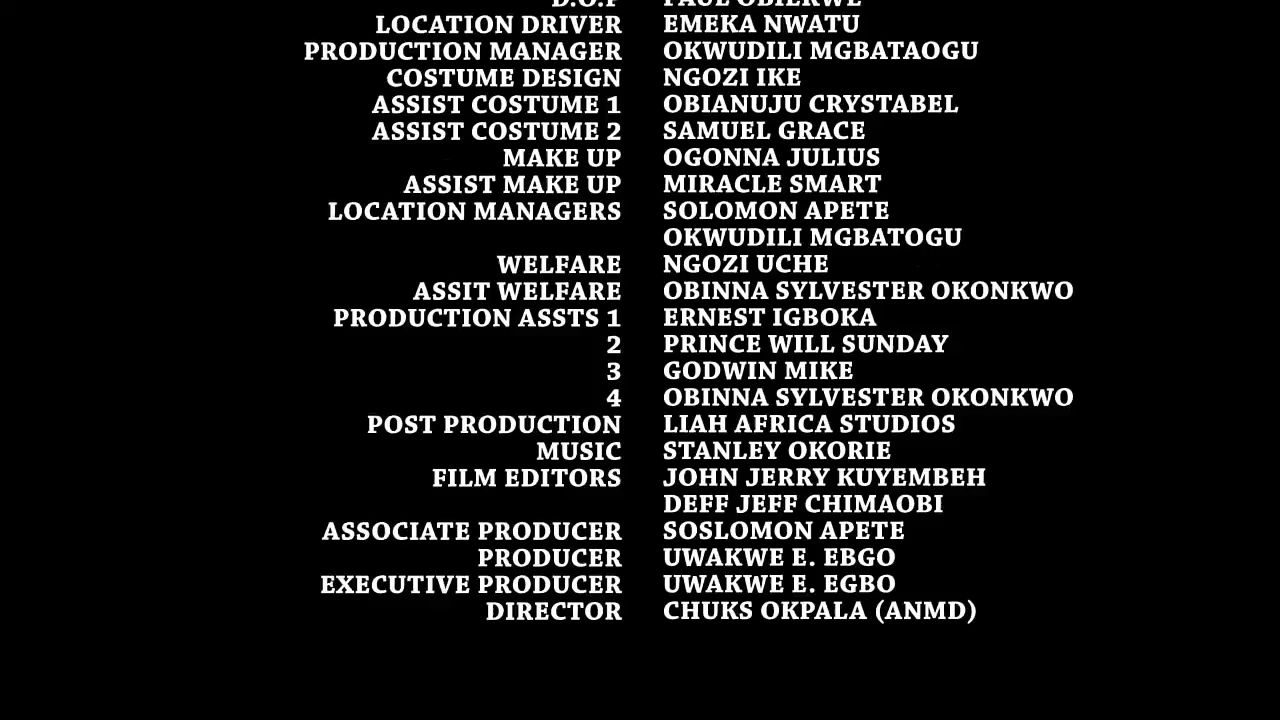 D.O.P PAUL OBILKWE
LOCATION DRIVER EMEKA NWATU
PRODUCTION MANAGER OKWUDILI MGBATAOGU
COSTUME DESIGN NGOZI IKE
ASSIST COSTUME 1 OBIANUJU CRYSTABEL
ASSIST COSTUME 2 SAMUEL GRACE
MAKE UP OGONNA JULIUS
ASSIST MAKE UP MIRACLE SMART
LOCATION MANAGERS SOLOMON APETE
OKWUDILI MGBATOGU
WELFARE NGOZI UCHE
ASSIT WELFARE OBINNA SYLVESTER OKONKWO
PRODUCTION ASSTS 1 ERNEST IGBOKA
2 PRINCE WILL SUNDAY
3 GODWIN MIKE
4 OBINNA SYLVESTER OKONKWO
POST PRODUCTION LIAH AFRICA STUDIOS
MUSIC STANLEY OKORIE
FILM EDITORS JOHN JERRY KUYEMBEH
DEFF JEFF CHIMAOBI
ASSOCIATE PRODUCER SOSLOMON APETE
PRODUCER UWAKWE E. EBGO
EXECUTIVE PRODUCER UWAKWE E. EGBO
DIRECTOR CHUKS OKPALA (ANMD)